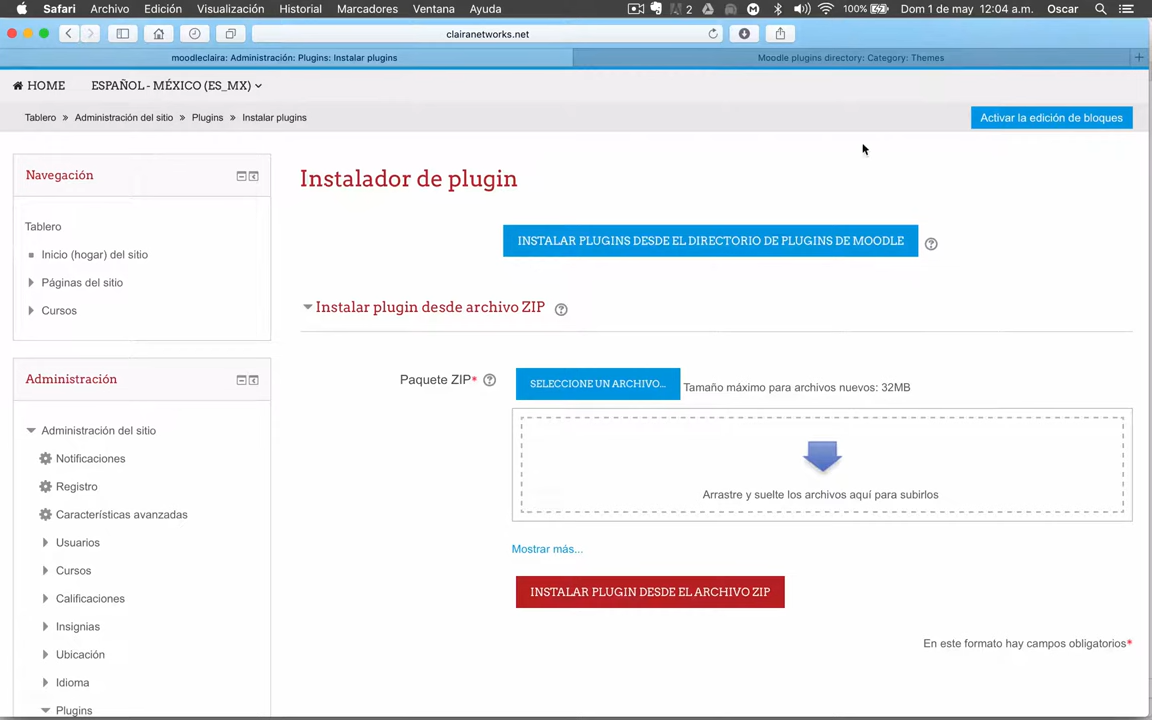 Safari Archivo Edición Visualización Historial Marcadores Ventana Ayuda 2 100% Dom 1 de may 12:04 a.m. Oscar
clairanetworks.net
moodleclaira: Administración: Plugins: Instalar plugins
Moodle plugins directory: Category: Themes
HOME ESPAÑOL - MÉXICO (ES_MX)
Tablero » Administración del sitio » Plugins » Instalar plugins
Activar la edición de bloques
Navegación
Tablero
Inicio (hogar) del sitio
Páginas del sitio
Cursos
Administración
Administración del sitio
Notificaciones
Registro
Características avanzadas
Usuarios
Cursos
Calificaciones
Insignias
Ubicación
Idioma
Plugins
Instalador de plugin
INSTALAR PLUGINS DESDE EL DIRECTORIO DE PLUGINS DE MOODLE
Instalar plugin desde archivo ZIP
Paquete ZIP*
SELECCIONE UN ARCHIVO...
Tamaño máximo para archivos nuevos: 32MB
Arrastre y suelte los archivos aquí para subirlos
Mostrar más...
INSTALAR PLUGIN DESDE EL ARCHIVO ZIP
En este formato hay campos obligatorios*